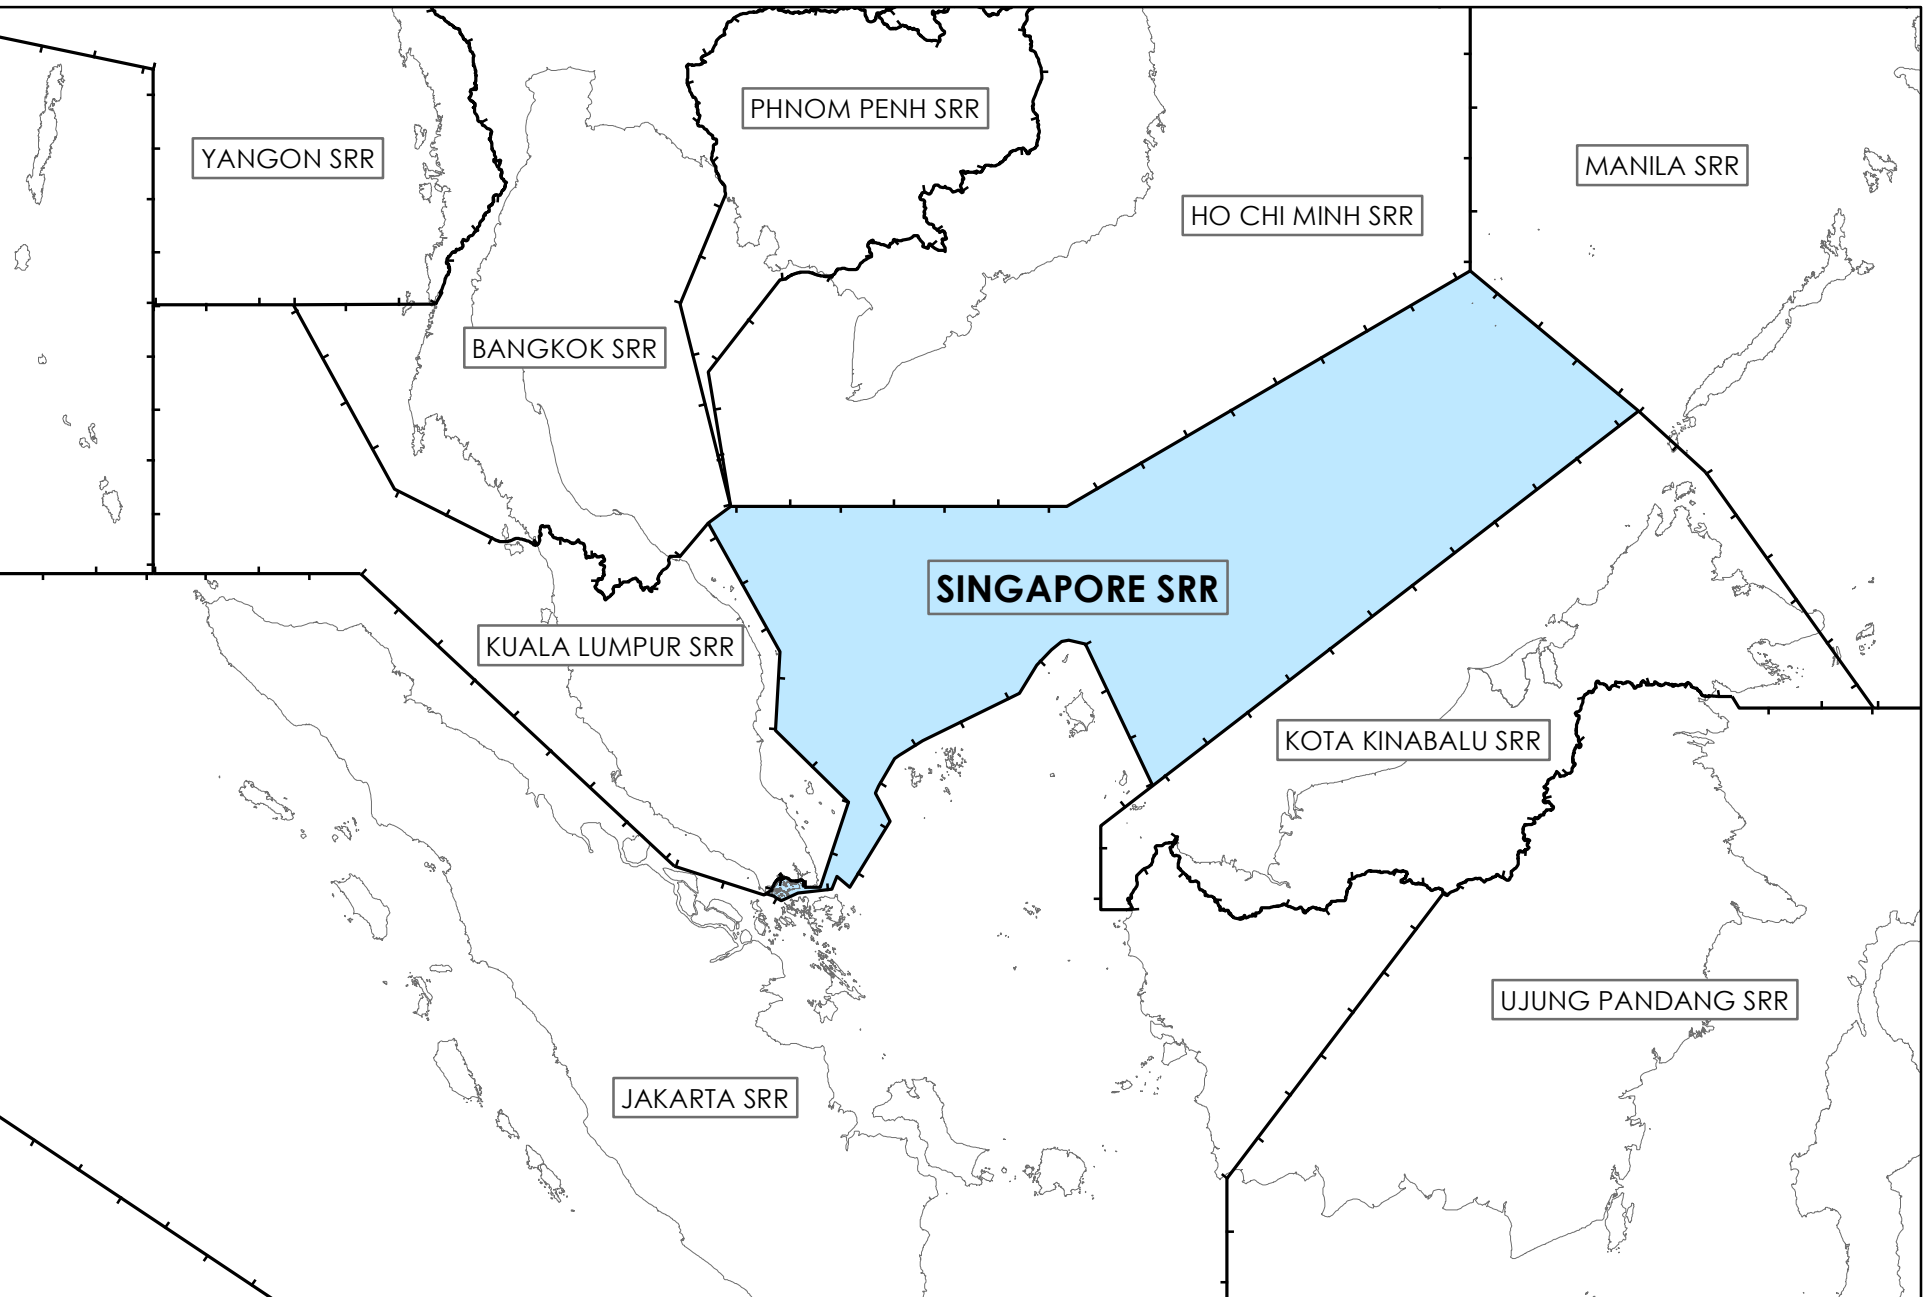 PHNOM PENH SRR
YANGON SRR
MANILA SRR
HO CHI MINH SRR
BANGKOK SRR
SINGAPORE SRR
KUALA LUMPUR SRR
KOTA KINABALU SRR
UJUNG PANDANG SRR
JAKARTA SRR